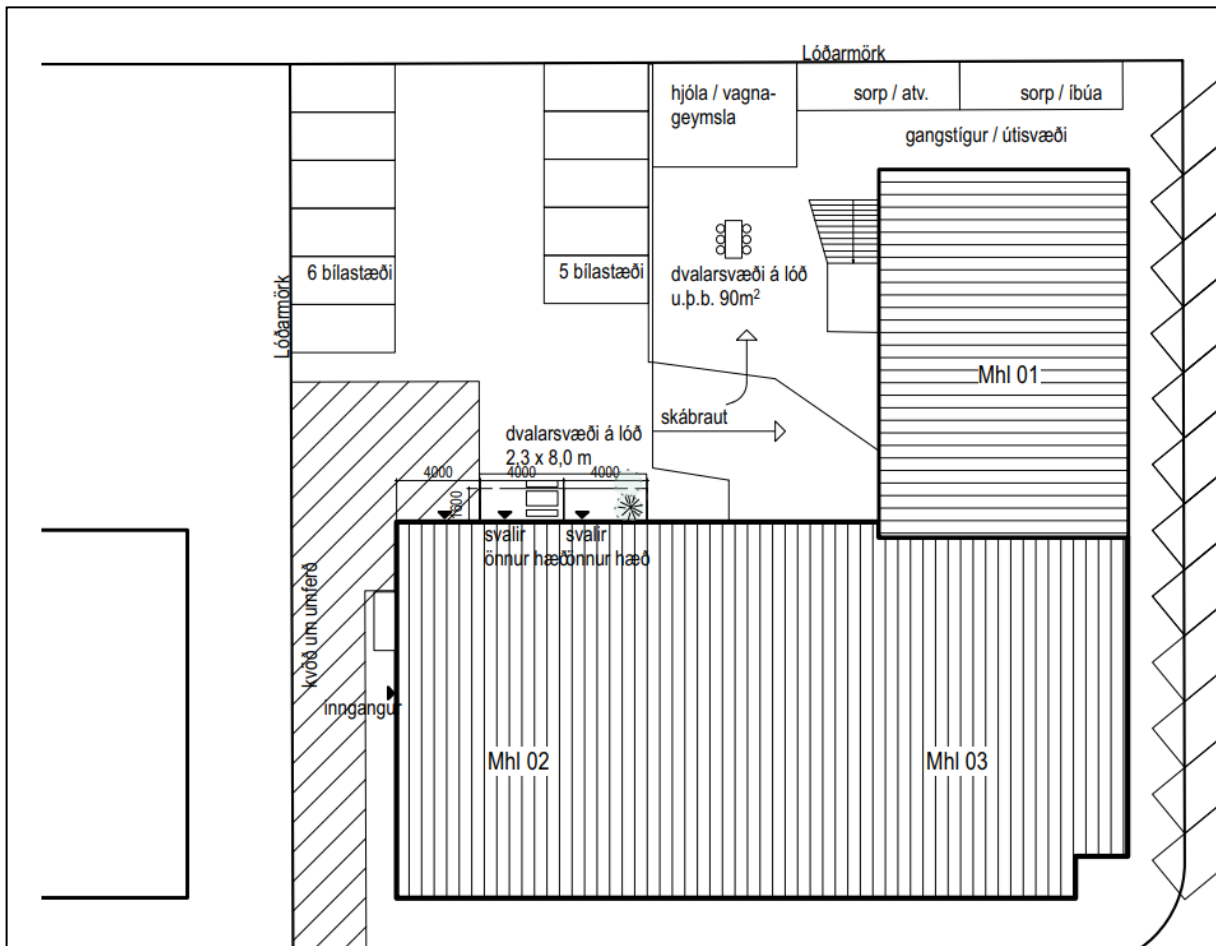 Lóðarmörk
hjóla / vagna-
geymsla
sorp / atv.
sorp / íbúa
gangstígur / útisvæði
6 bílastæði
5 bílastæði
dvalarsvæði á lóð
u.þ.b. 90m²
Lóðarmörk
Mhl 01
skábraut
dvalarsvæði á lóð
2,3 x 8,0 m
4000
4000
4000
1600
svalir
önnur hæð
svalir
önnur hæð
kvöð um umferð
inngangur
Mhl 02
Mhl 03